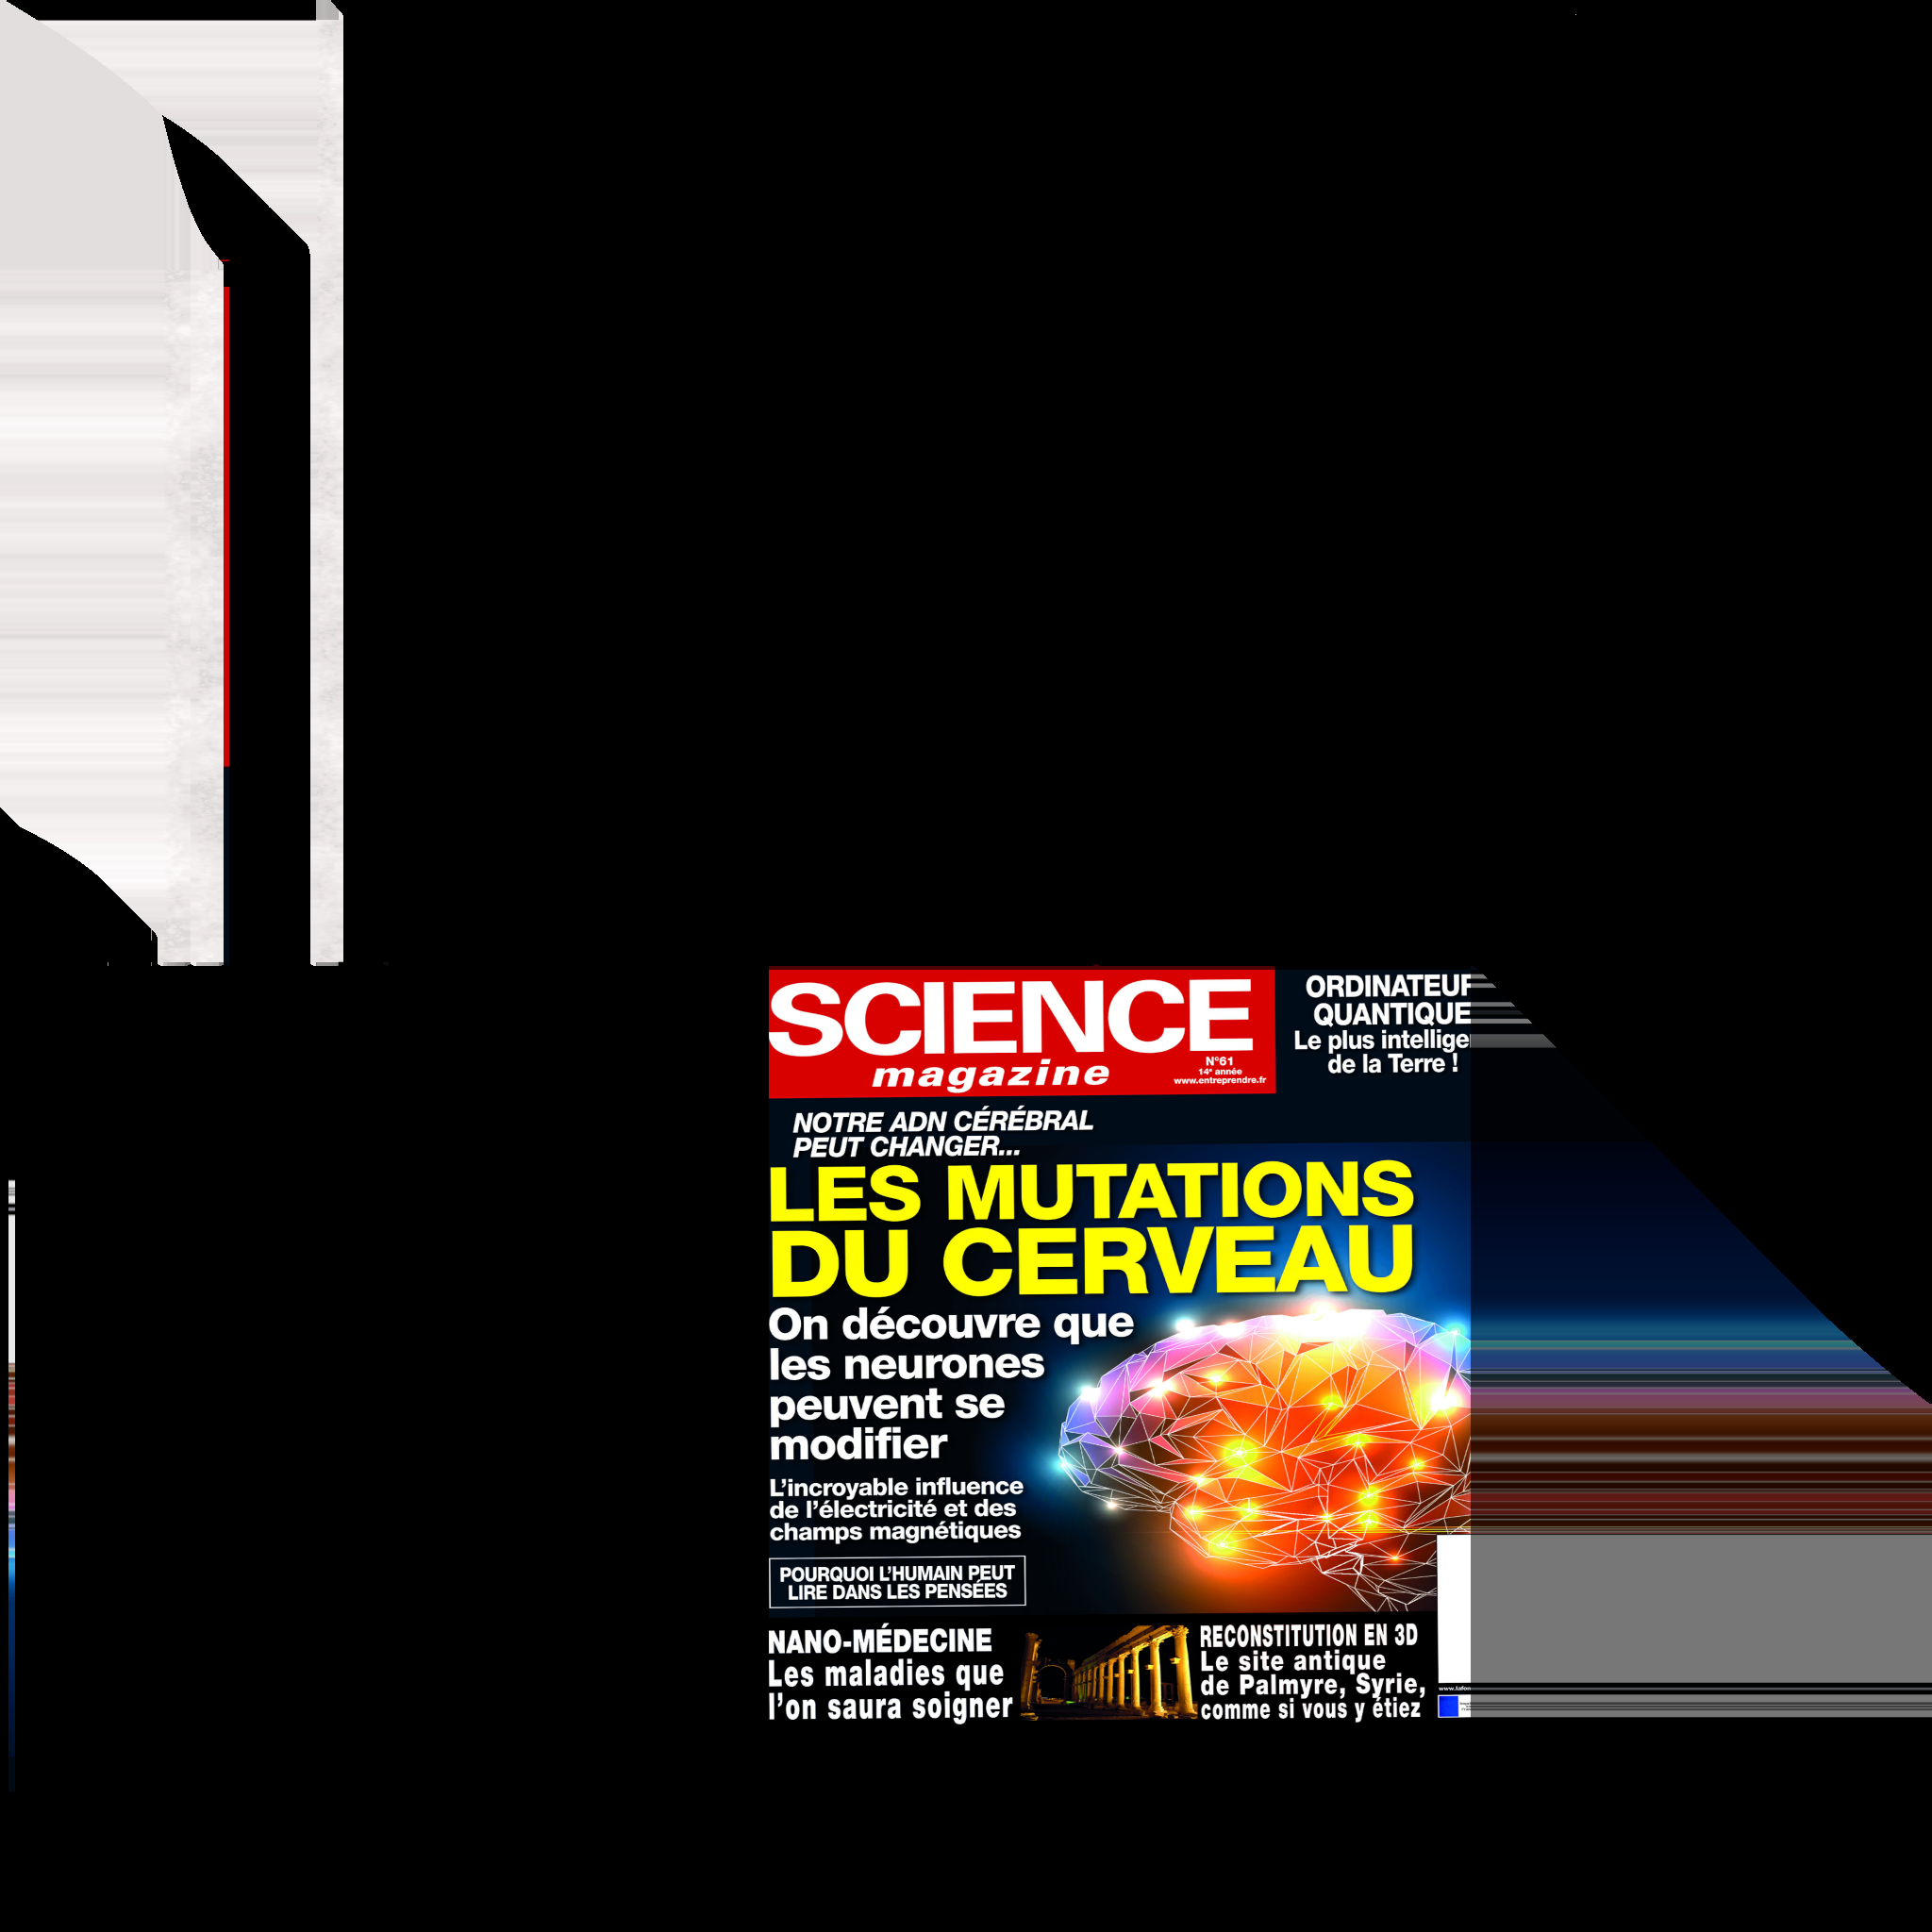 SCIENCE
magazine
N°61
14e année
www.entreprendre.fr
Le plus
de la Terre !
QUANTIQUE
NOTRE ADN CÉRÉBRAL
PEUT CHANGER...
LES MUTATIONS
DU CERVEAU
On découvre que
les neurones
peuvent se
modifier
L'incroyable influence
de l'électricité et des
champs magnétiques
POURQUOI L'HUMAIN PEUT
LIRE DANS LES PENSÉES
NANO-MÉDECINE
Les maladies que
l'on saura soigner
RECONSTITUTION EN 3D
Le site antique
de Palmyre, Syrie,
comme si vous y étiez